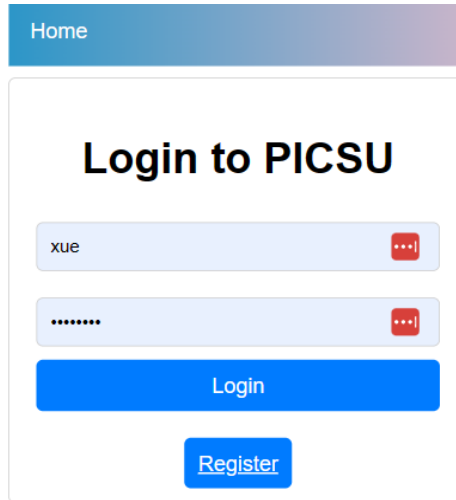 Home
Login to PICSU
xue
••••••••
Login
Register